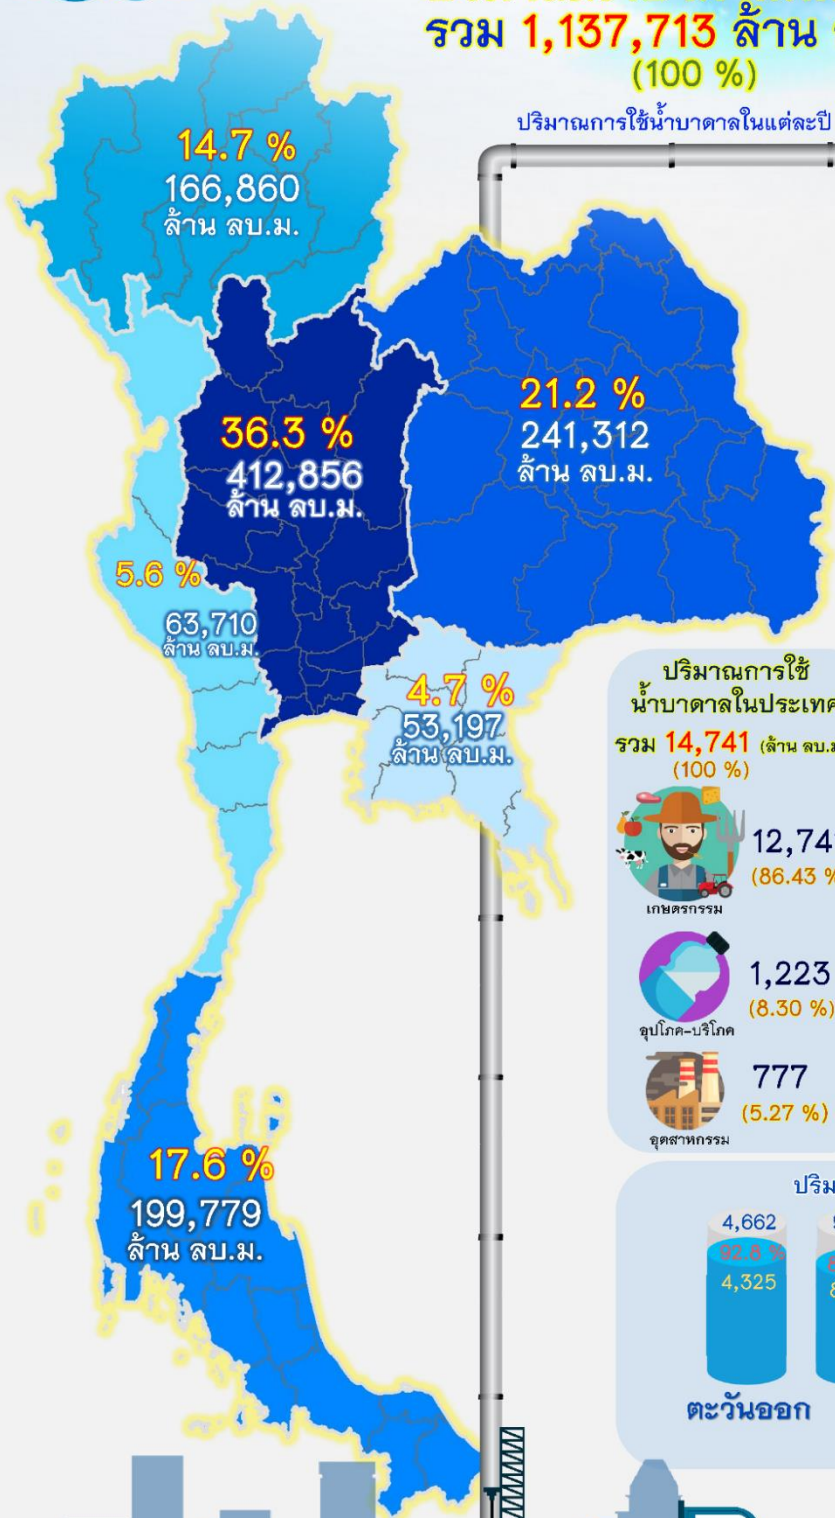 รวม 1,137,713 ล้าน
(100 %)
ปริมาณการใช้น้ำบาดาลในแต่ละปี
14.7 %
166,860
ล้าน ลบ.ม.
36.3 %
412,856
ล้าน ลบ.ม.
21.2 %
241,312
ล้าน ลบ.ม.
5.6 %
63,710
ล้าน ลบ.ม.
4.7 %
53,197
ล้าน ลบ.ม.
17.6 %
199,779
ล้าน ลบ.ม.
ปริมาณการใช้
น้ำบาดาลในประเทศ
รวม 14,741 (ล้าน ลบ.ม
(100 %)
12,74
(86.43 %
เกษตรกรรม
1,223
(8.30 %)
อุปโภค-บริโภค
777
(5.27 %)
อุตสาหกรรม
ปริม
4,662
92.8 %
4,325
ตะวันออก